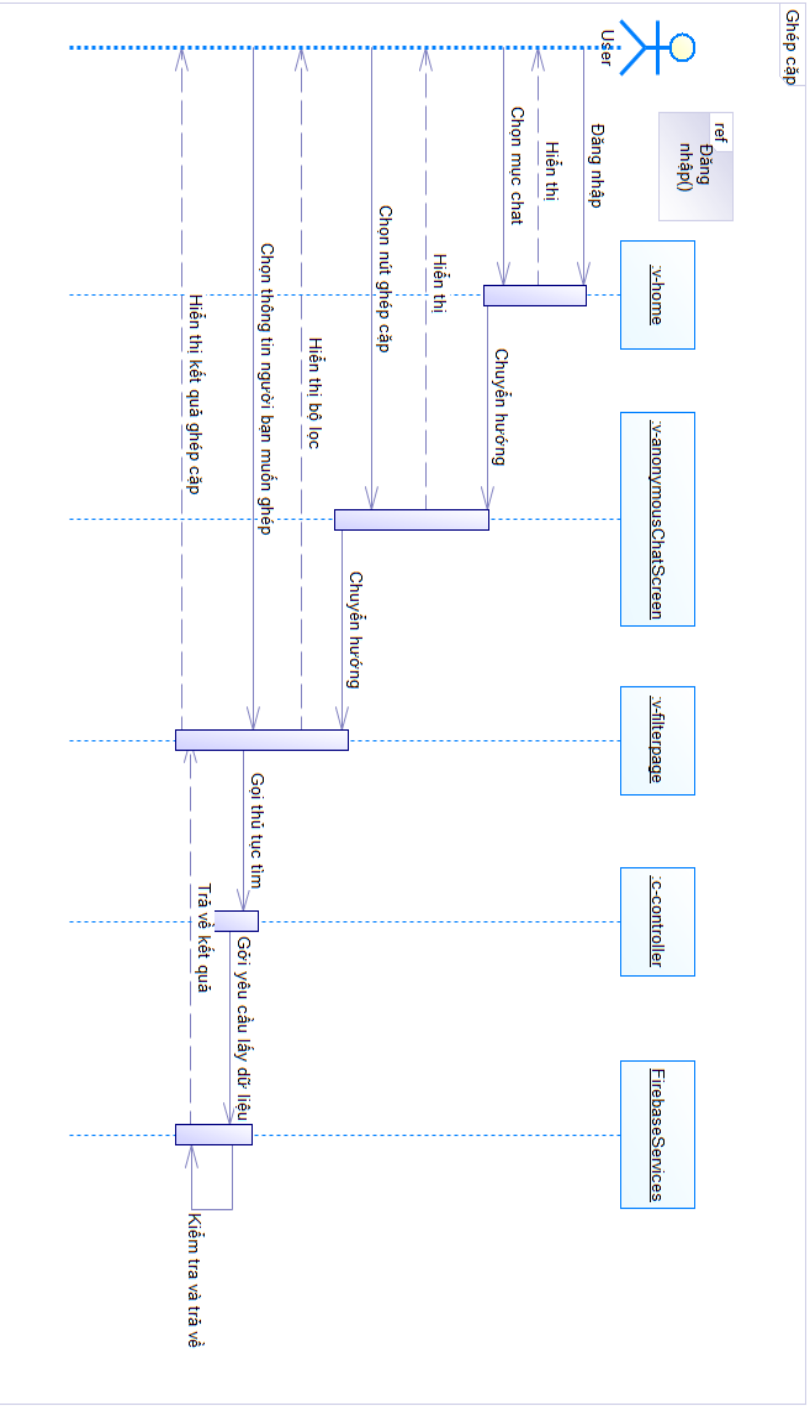 Ghép cặp
ref
Đăng
nhập()
User
:v-home
:v-anonymousChatScreen
:v-filterpage
:c-controller
FirebaseServices
Đăng nhập
Hiển thị
Chọn mục chat
Chuyển hướng
Hiển thị
Chọn nút ghép cặp
Chuyển hướng
Hiển thị bộ lọc
Chọn thông tin người bạn muốn ghép
Gọi thủ tục tìm
Gởi yêu cầu lấy dữ liệu
Kiểm tra và trả về
Trả về kết quả
Hiển thị kết quả ghép cặp